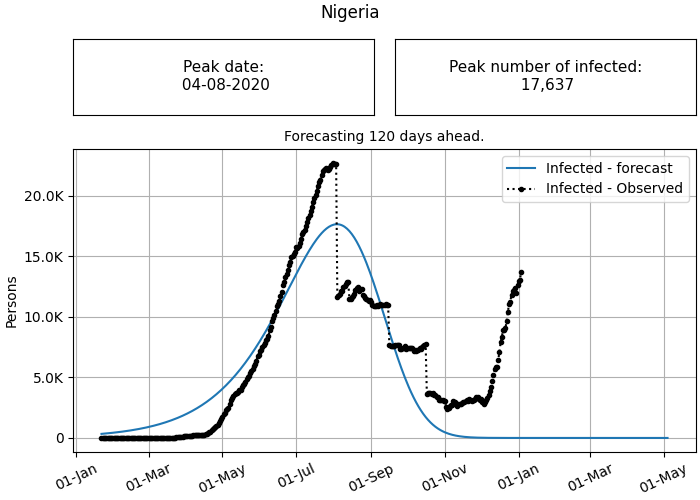 Nigeria
Peak date:
04-08-2020
Peak number of infected:
17,637
Forecasting 120 days ahead.
Infected - forecast
Infected - Observed
20.0K
15.0K
10.0K
5.0K
0
Persons
01-Jan
01-Mar
01-May
01-Jul
01-Sep
01-Nov
01-Jan
01-Mar
01-May